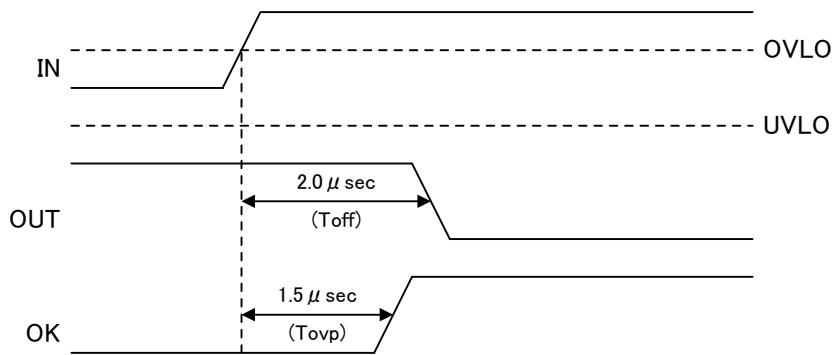 IN
OVLO
UVLO
OUT
2.0 μ sec
(Toff)
OK
1.5 μ sec
(Tovp)